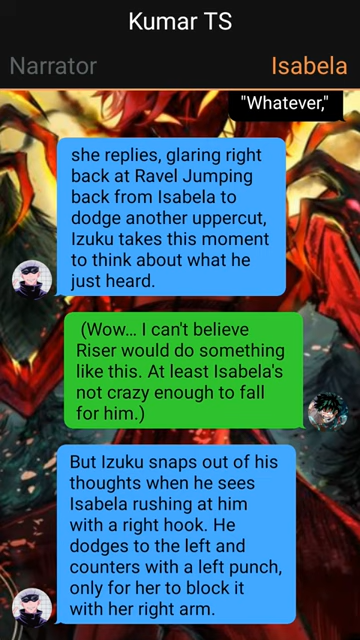 Kumar TS
Narrator
Isabela
"Whatever,"
she replies, glaring right
back at Ravel Jumping
back from Isabela to
dodge another uppercut,
Izuku takes this moment
to think about what he
just heard.
(Wow... I can't believe
Riser would do something
like this. At least Isabela's
not crazy enough to fall
for him.)
But Izuku snaps out of his
thoughts when he sees
Isabela rushing at him
with a right hook. He
dodges to the left and
counters with a left punch,
only for her to block it
with her right arm.